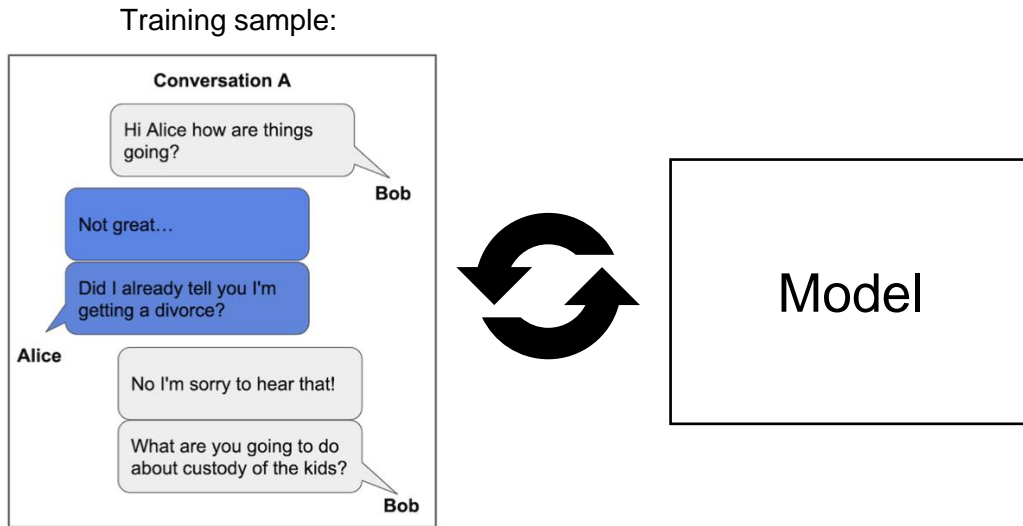 Training sample:
Conversation A
Hi Alice how are things
going?
Bob
Not great…
Did I already tell you I'm
getting a divorce?
Alice
No I'm sorry to hear that!
What are you going to do
about custody of the kids?
Bob
Model